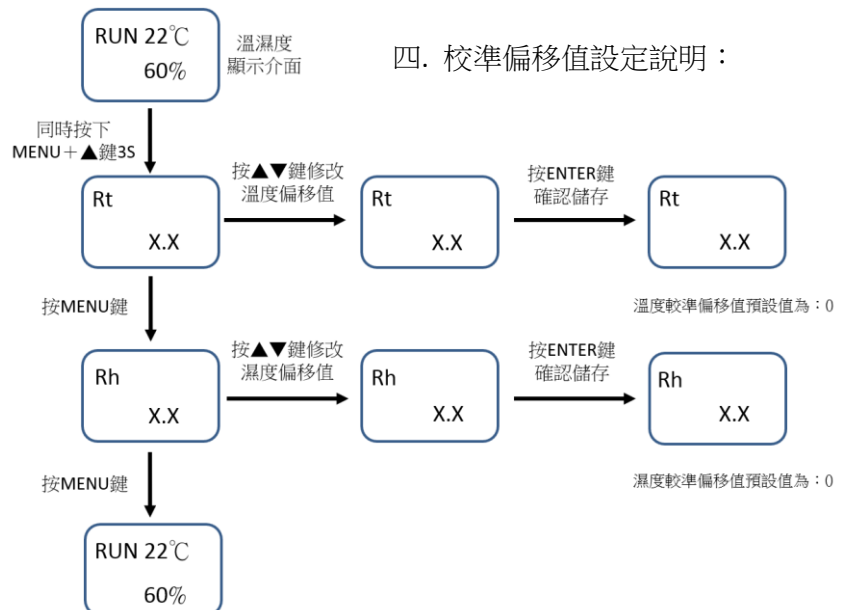 RUN 22℃
60%
溫濕度
顯示介面
四. 校準偏移值設定說明：
同時按下
MENU＋▲鍵3S
Rt
X.X
按▲▼鍵修改
溫度偏移值
Rt
X.X
按ENTER鍵
確認儲存
Rt
X.X
溫度較準偏移值預設值為：0
按MENU鍵
Rh
X.X
按▲▼鍵修改
濕度偏移值
Rh
X.X
按ENTER鍵
確認儲存
Rh
X.X
濕度較準偏移值預設值為：0
按MENU鍵
RUN 22℃
60%